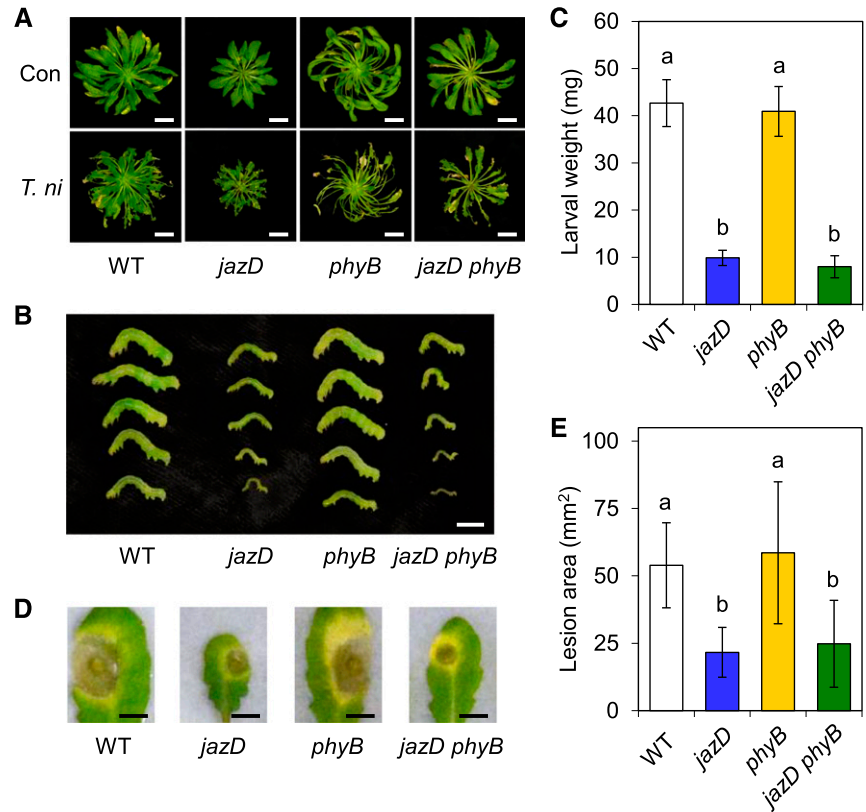 A
Con
T. ni
WT jazD phyB jazD phyB
B
WT jazD phyB jazD phyB
D
WT jazD phyB jazD phyB
C
Larval weight (mg)
60
50
40
30
20
10
0
a
b
a
b
WT jazD phyB jazD phyB
E
Lesion area (mm²)
100
75
50
25
0
a
b
a
b
WT jazD phyB jazD phyB